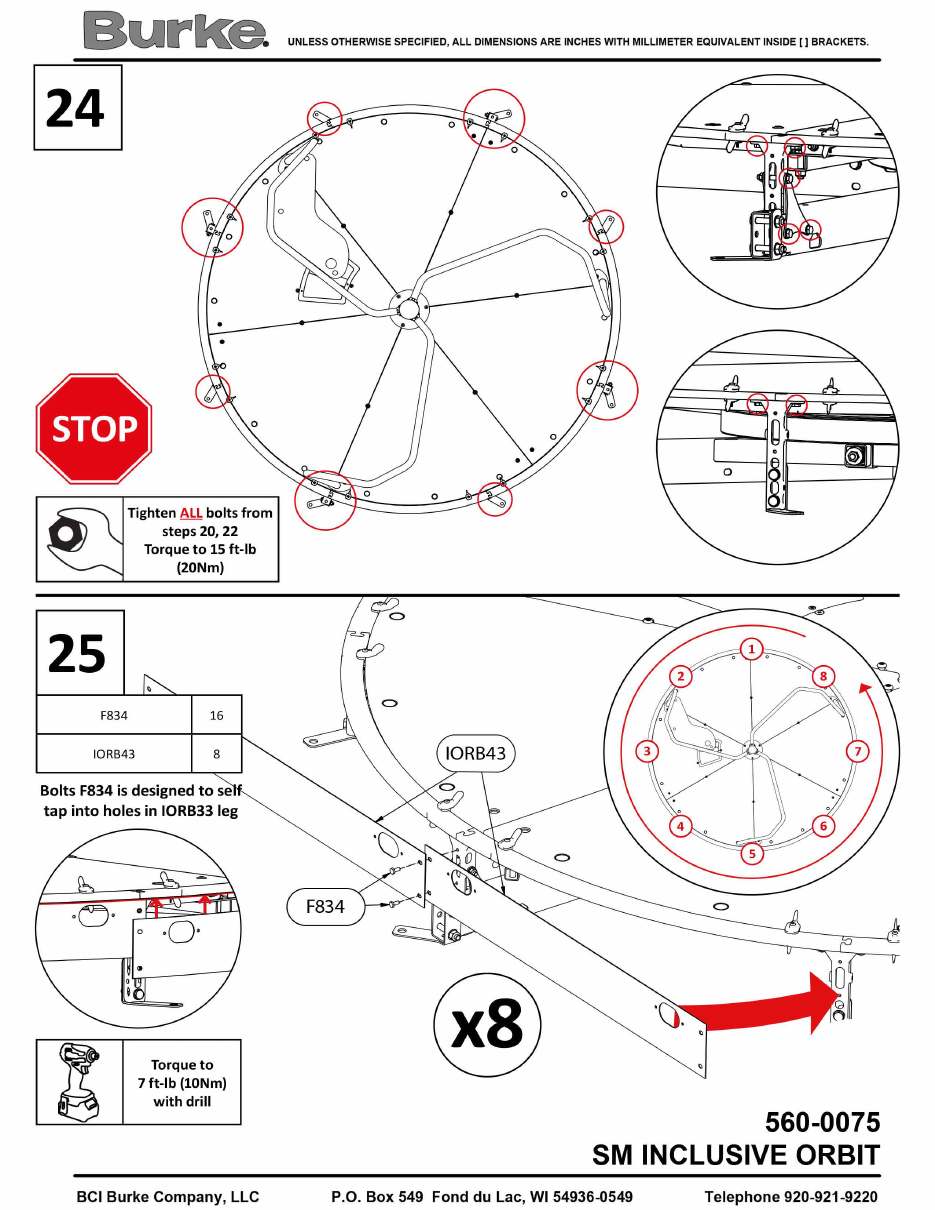 Burke.
UNLESS OTHERWISE SPECIFIED, ALL DIMENSIONS ARE INCHES WITH MILLIMETER EQUIVALENT INSIDE [ ] BRACKETS.
24
STOP
Tighten ALL bolts from
steps 20, 22
Torque to 15 ft-lb
(20Nm)
25
F834 16
IORB43 8
Bolts F834 is designed to self
tap into holes in IORB33 leg
IORB43
F834
1
2
3
4
5
6
7
8
x8
Torque to
7 ft-lb (10Nm)
with drill
560-0075
SM INCLUSIVE ORBIT
BCI Burke Company, LLC P.O. Box 549 Fond du Lac, WI 54936-0549 Telephone 920-921-9220